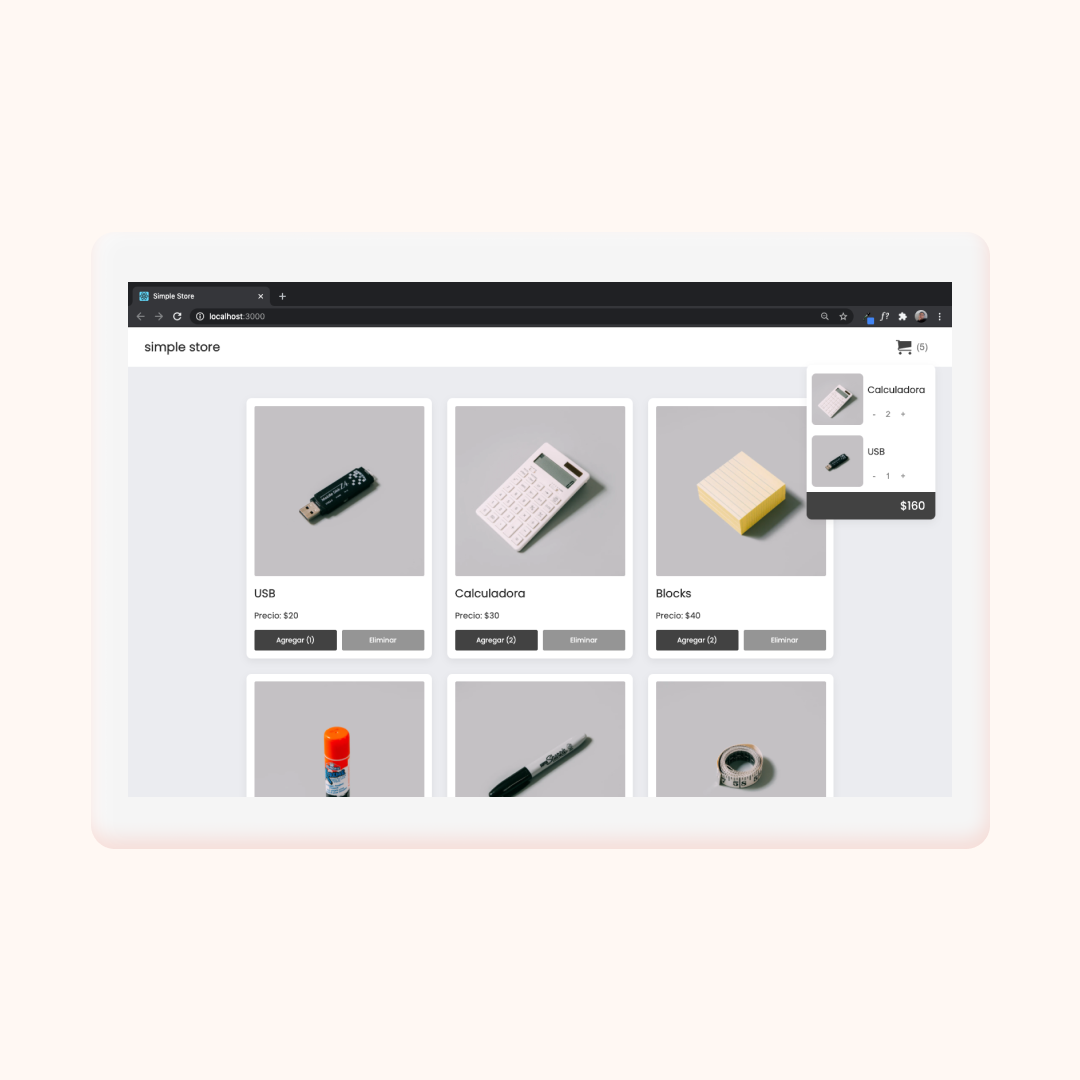 Simple Store
localhost:3000
simple store
(5)
Calculadora
- 2 +
USB
- 1 +
$160
USB
Precio: $20
Agregar (1)
Eliminar
Calculadora
Precio: $30
Agregar (2)
Eliminar
Blocks
Precio: $40
Agregar (2)
Eliminar
Sharpie